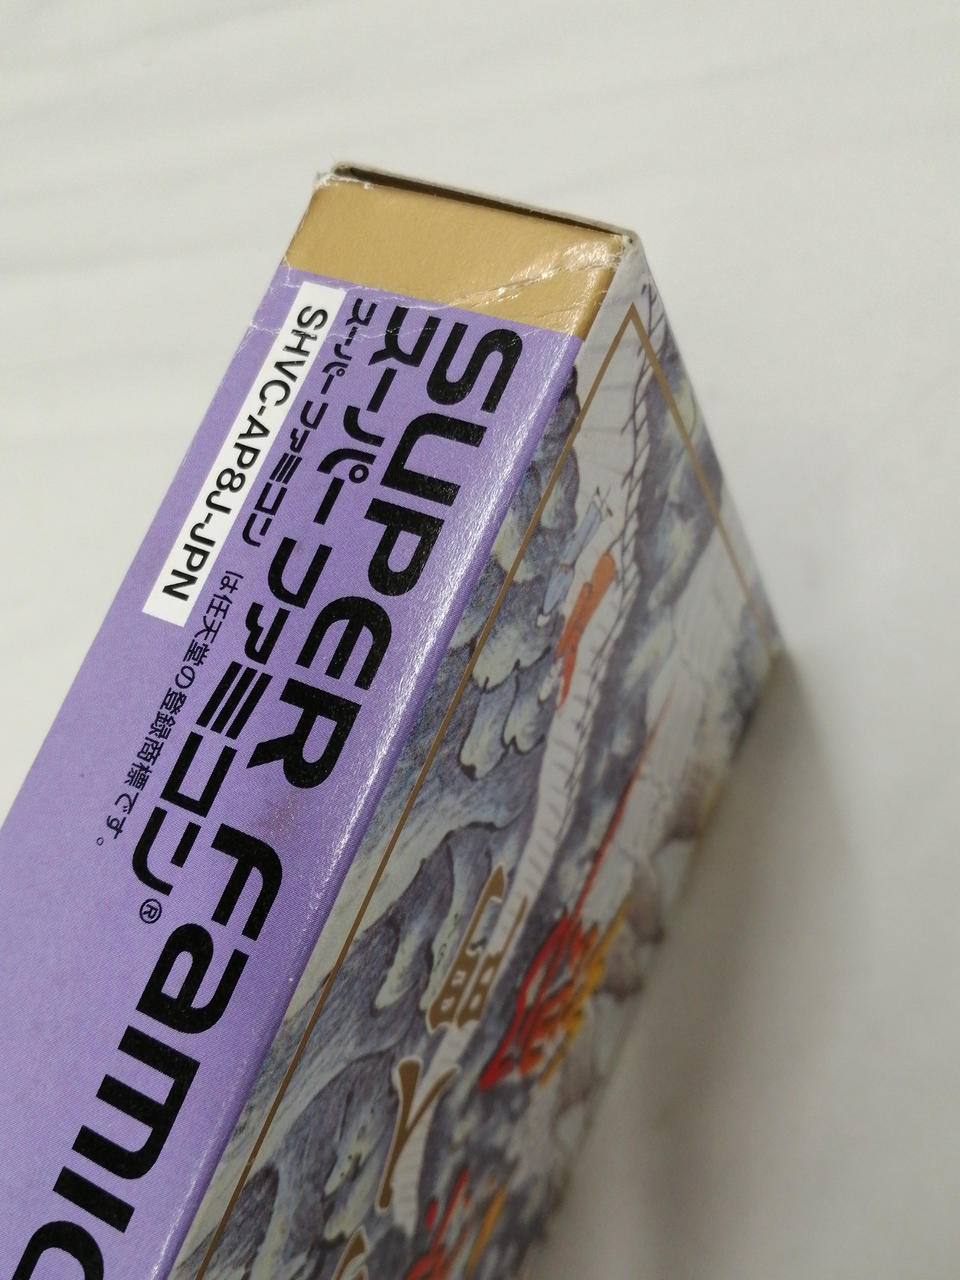 SUPER Famic
スーパー ファミコン®
スーパー ファミコン は任天堂の登録商標です。
SHVC-AP8J-JPN